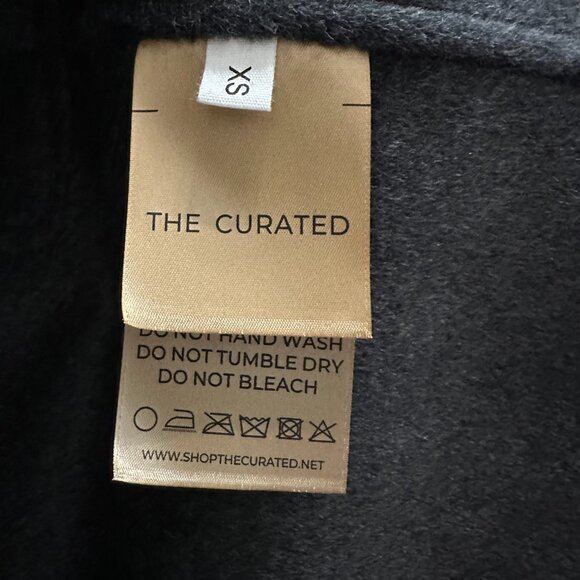 XS
THE CURATED
DO NOT HAND WASH
DO NOT TUMBLE DRY
DO NOT BLEACH
WWW.SHOPTHECURATED.NET